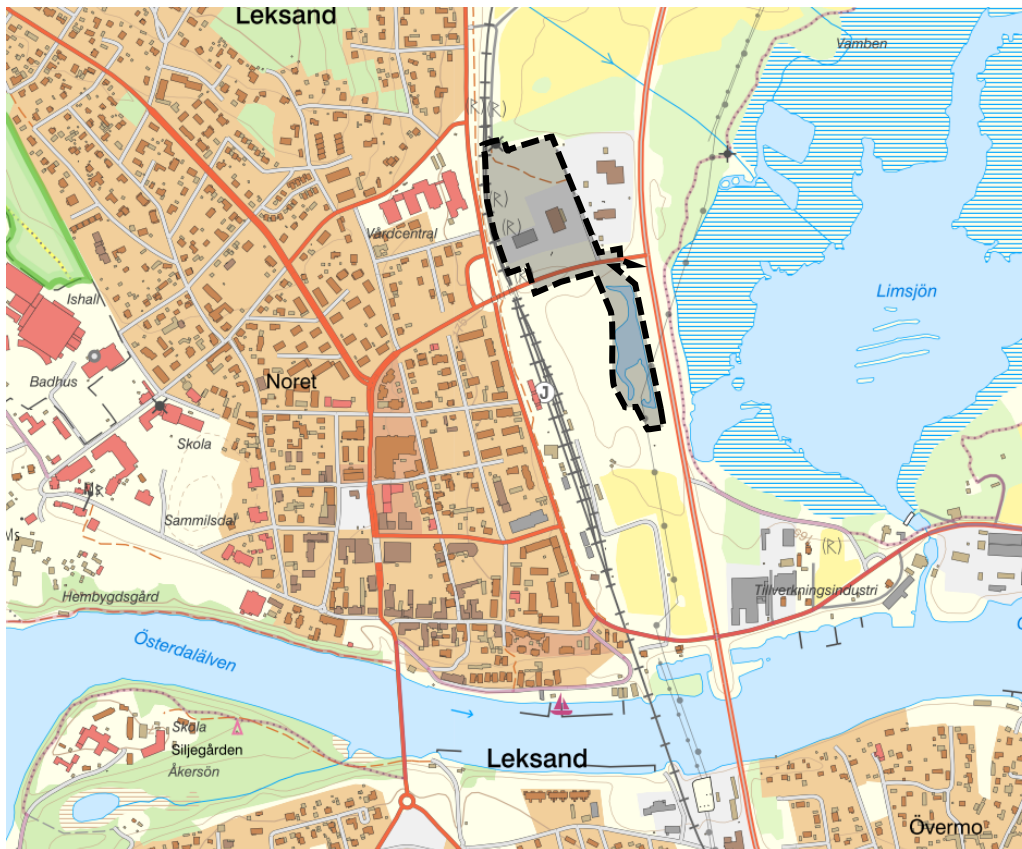 Leksand
Vamben
(R)
(R)
(R)
(R)
Vårdcentral
Ishall
Limsjön
Badhus
Noret
J
Skola
Sammilsdal
(R)
Tillverkningsindustri
Hembygdsgård
Österdalälven
Skola
Siljegården
Åkersön
Leksand
Övermo